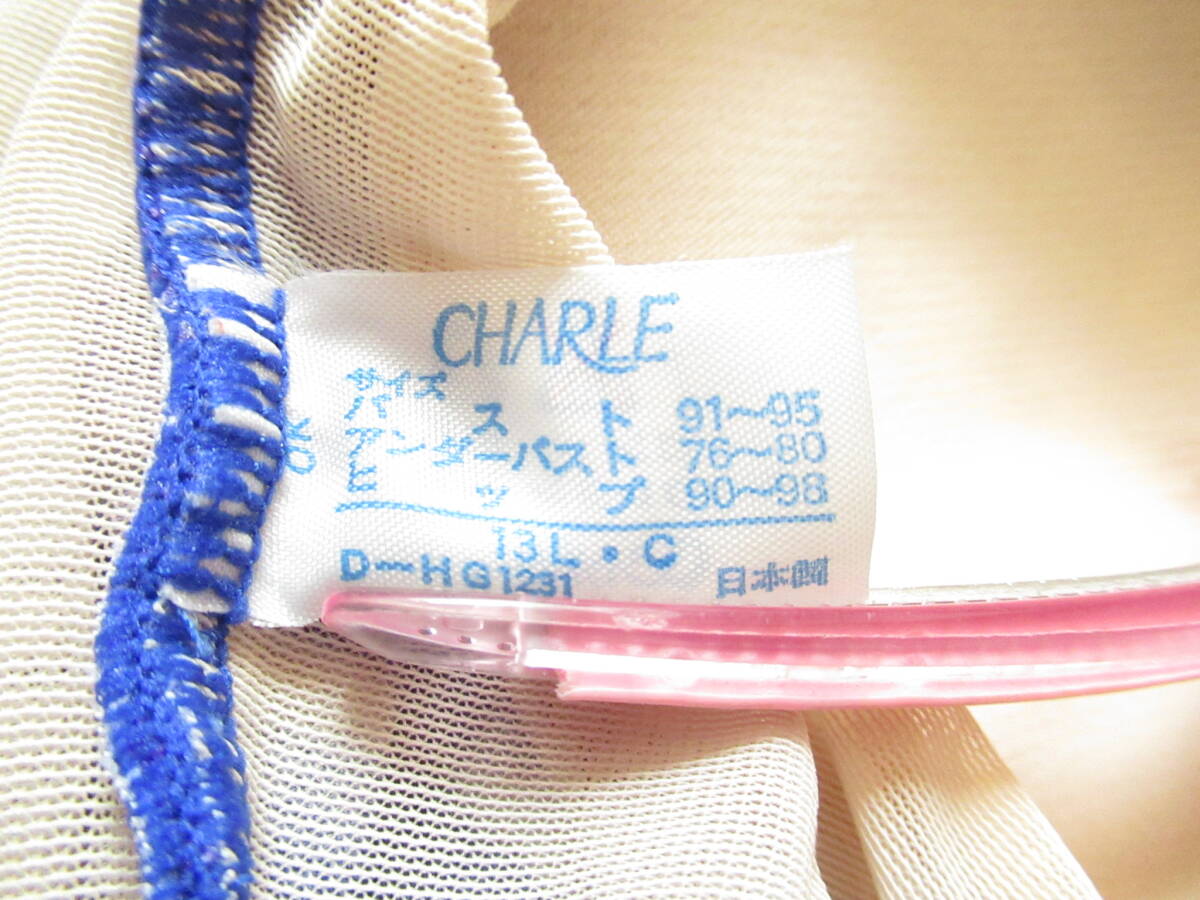 CHARLE
サイズ
バスト 91〜95
アンダーバスト 76〜80
ヒップ 90〜98
13L・C
D-HG1231 日本製
OK